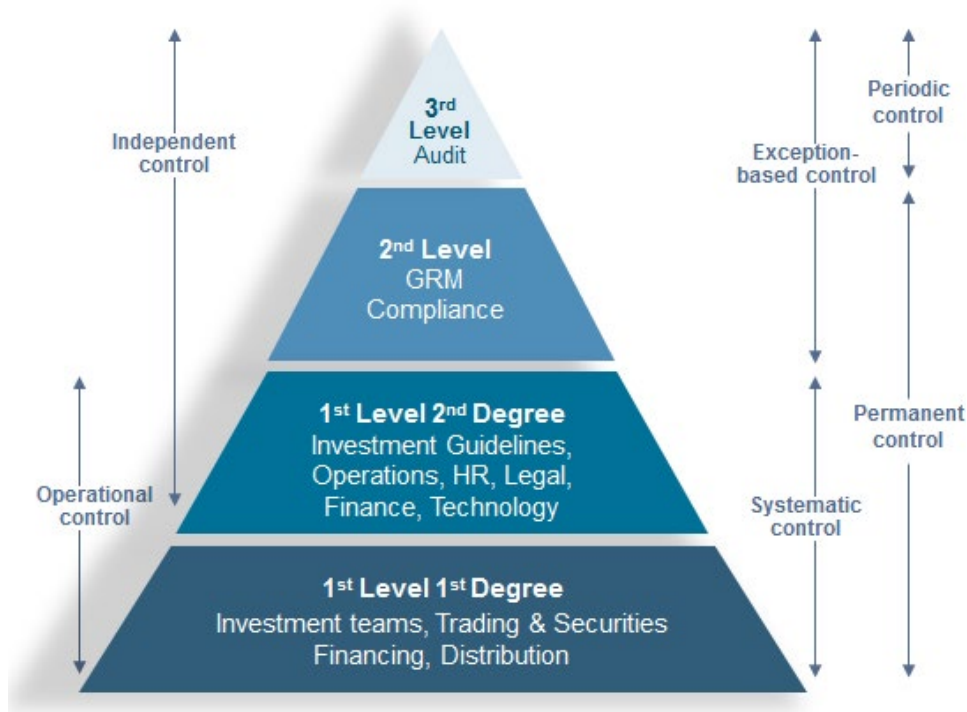 3rd
Level
Audit
2nd Level
GRM
Compliance
1st Level 2nd Degree
Investment Guidelines,
Operations, HR, Legal,
Finance, Technology
1st Level 1st Degree
Investment teams, Trading & Securities
Financing, Distribution
Independent
control
Operational
control
Exception-
based control
Systematic
control
Periodic
control
Permanent
control